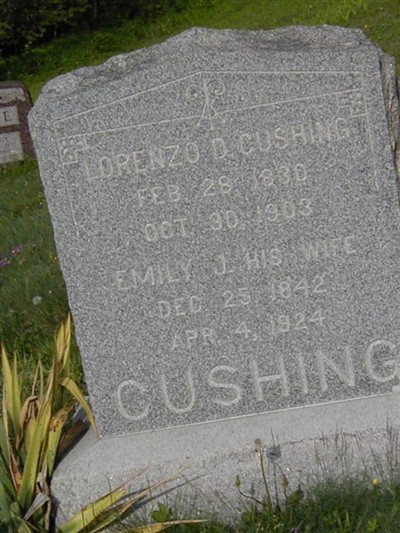 LORENZO D. CUSHING
FEB 28 1830
OCT. 30, 1903
EMILY J. HIS WIFE
DEC 25 1842
APR 4, 1924
CUSHING
E